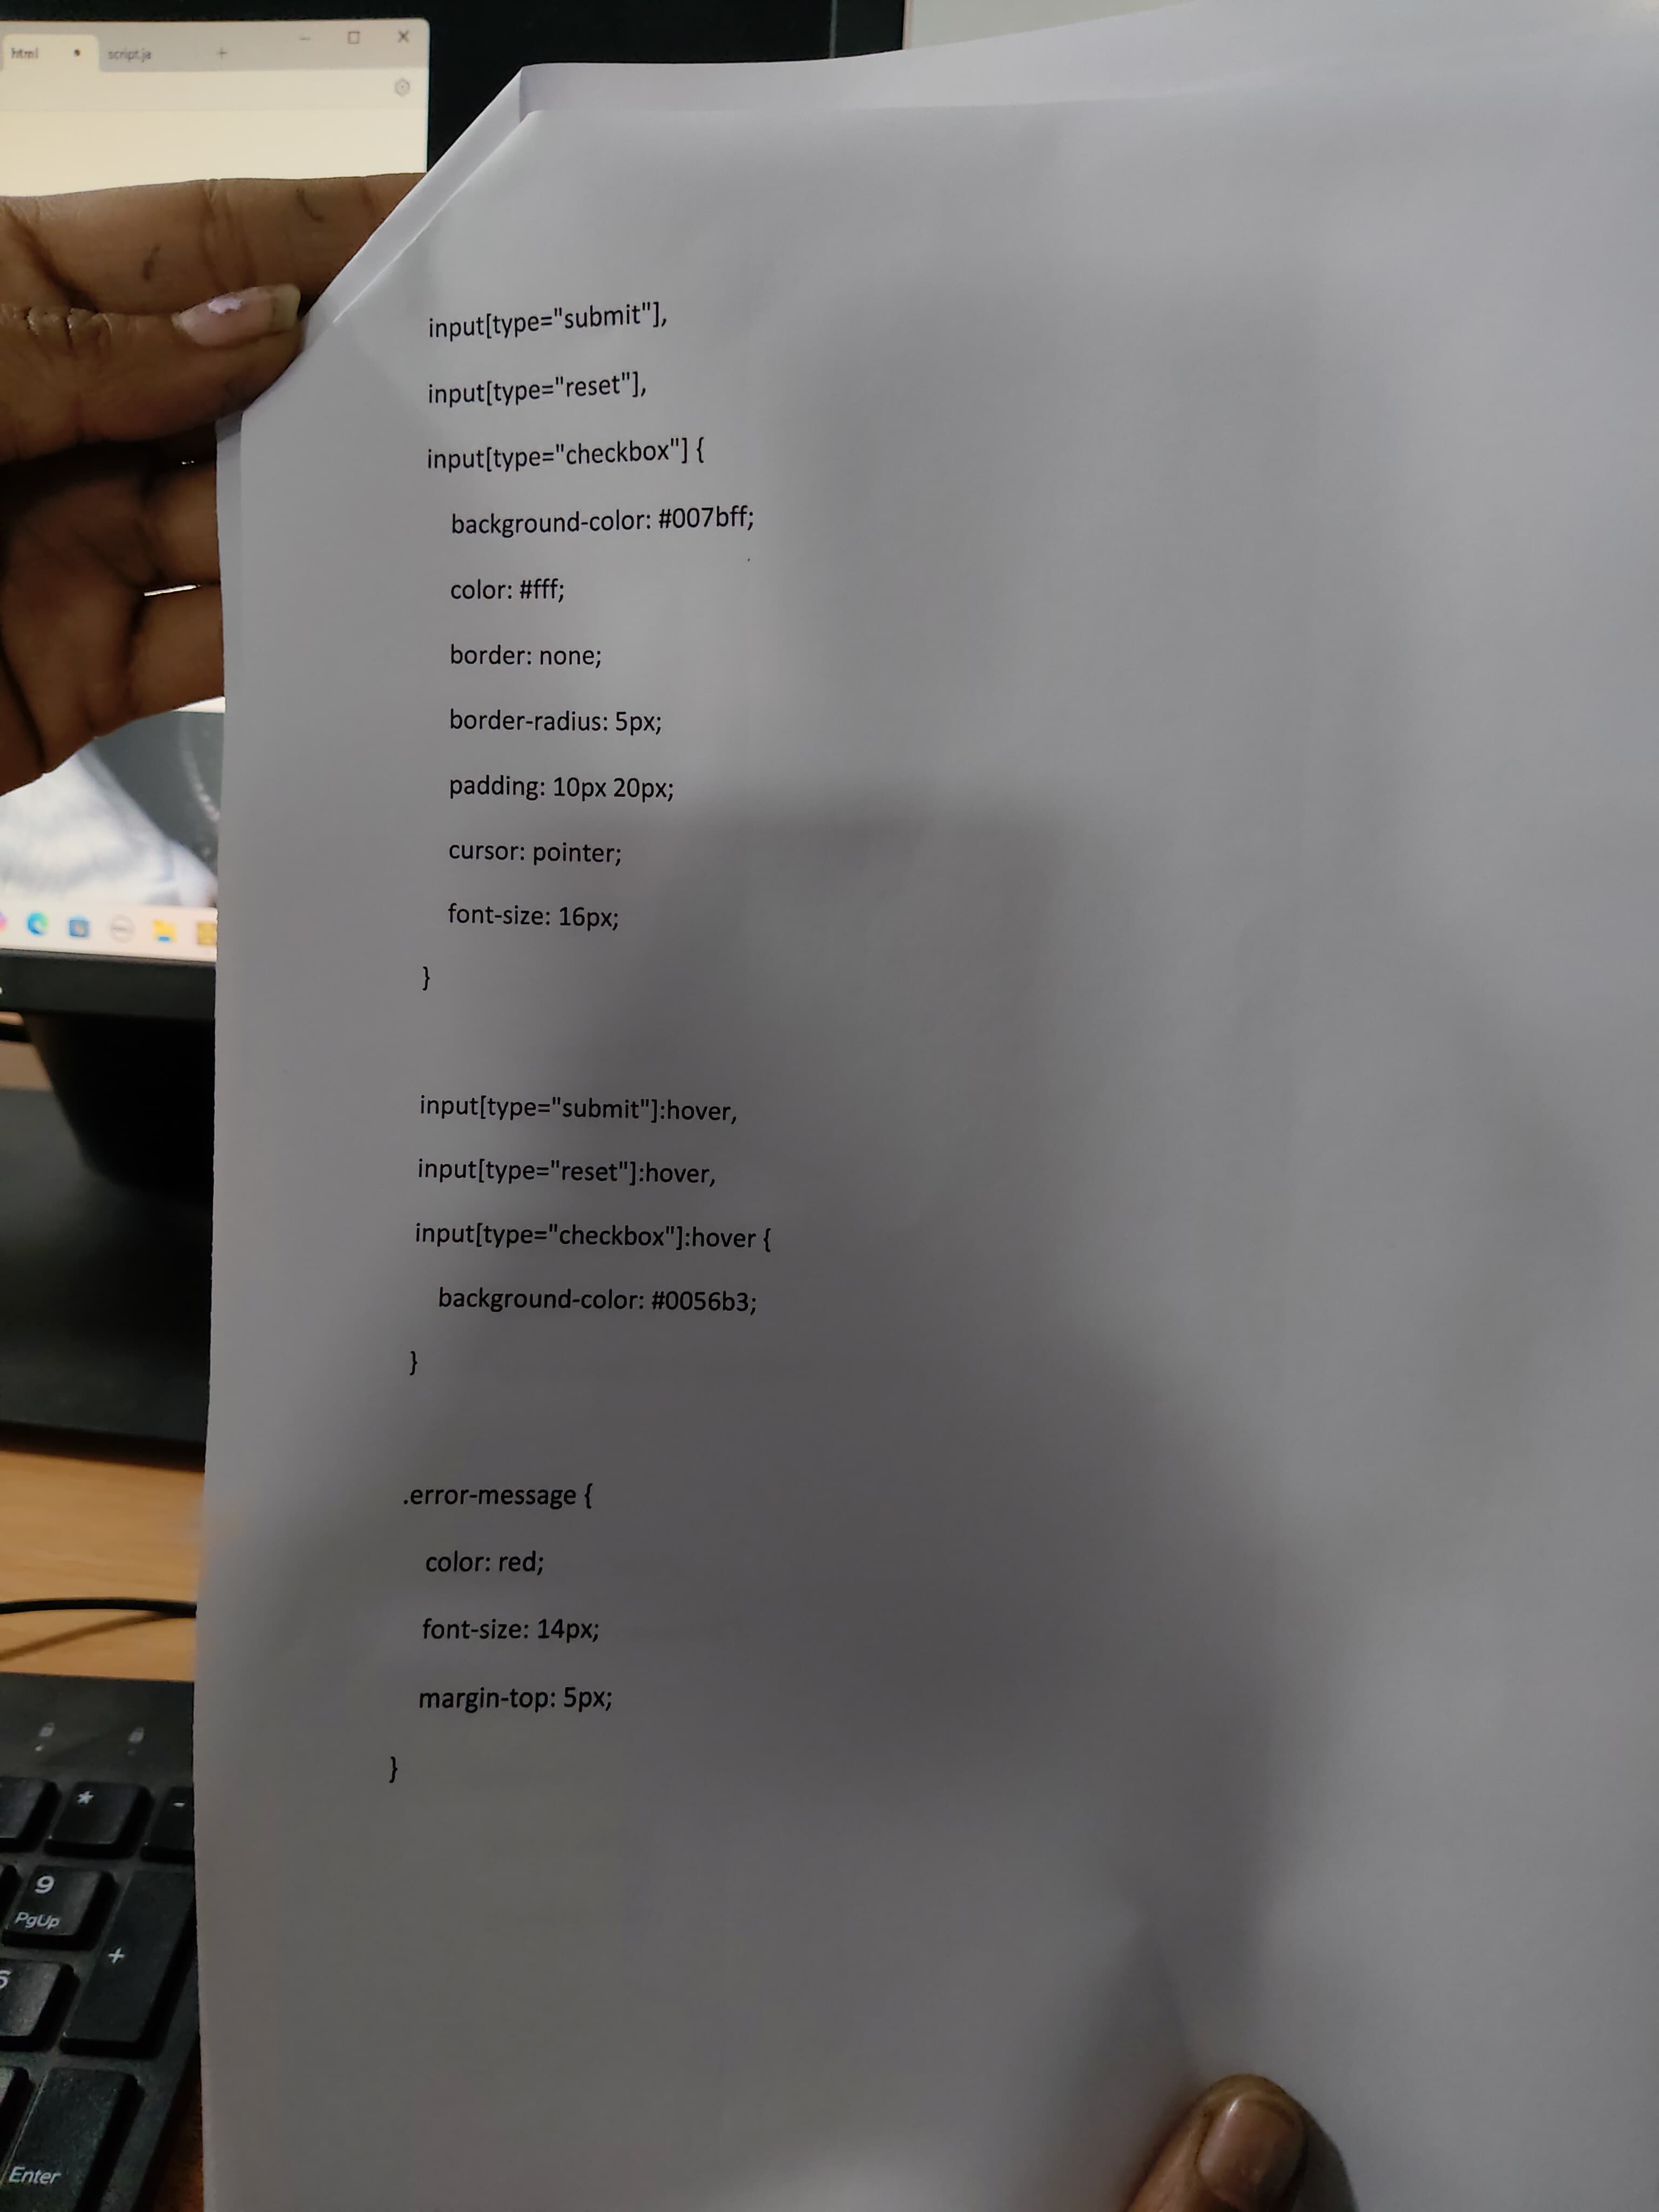 html
script.js
input[type="submit"],
input[type="reset"],
input[type="checkbox"] {
background-color: #007bff;
color: #fff;
border: none;
border-radius: 5px;
padding: 10px 20px;
cursor: pointer;
font-size: 16px;
}
input[type="submit"]:hover,
input[type="reset"]:hover,
input[type="checkbox"]:hover {
background-color: #0056b3;
}
.error-message {
color: red;
font-size: 14px;
margin-top: 5px;
}
*
-
9
PgUp
+
Enter